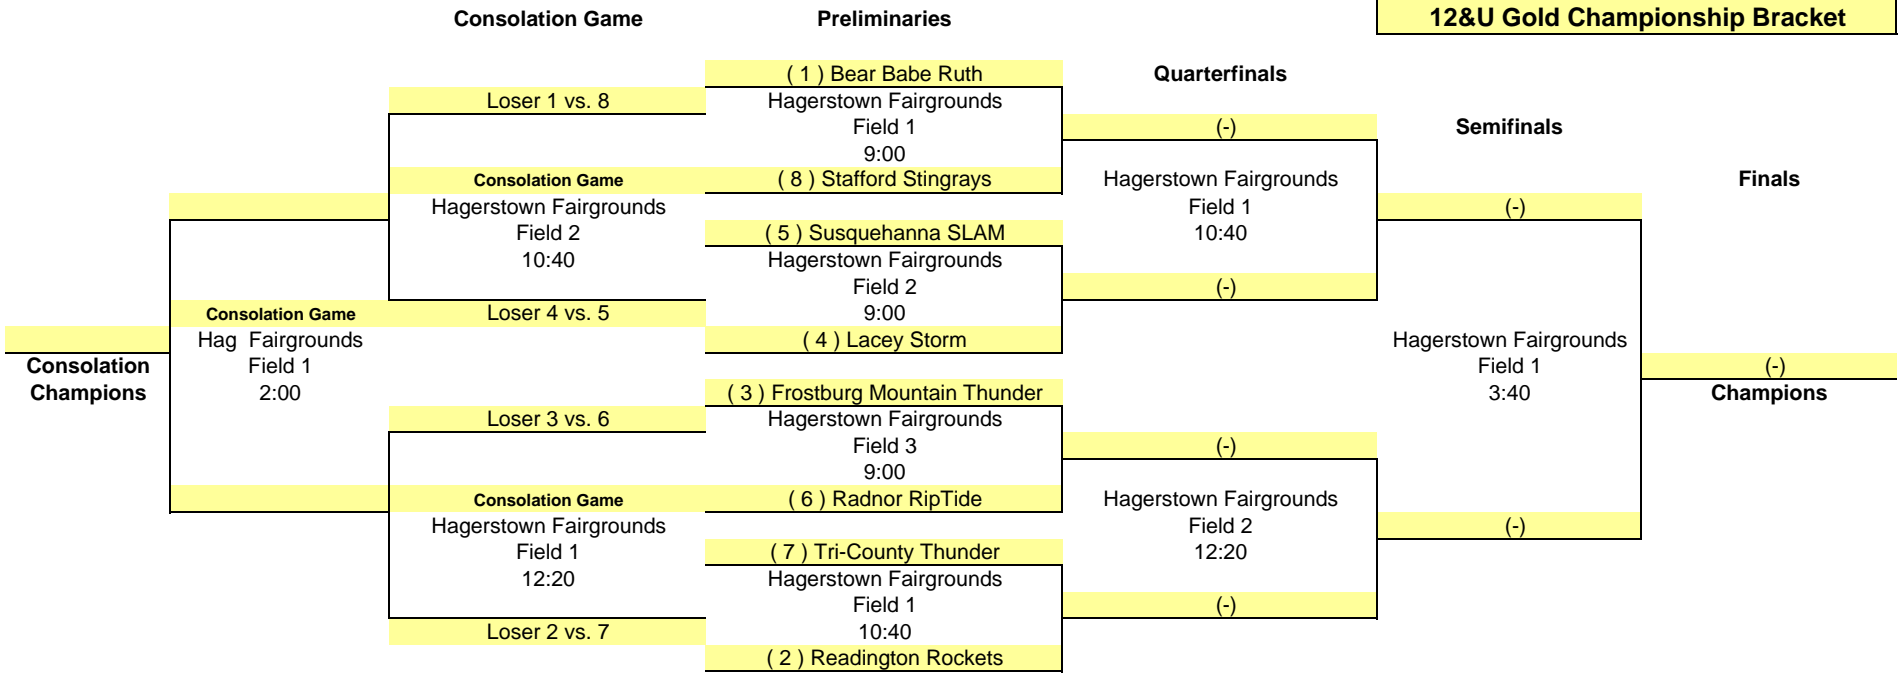 Consolation Game
Preliminaries
12&U Gold Championship Bracket
( 1 ) Bear Babe Ruth
Quarterfinals
Loser 1 vs. 8
Hagerstown Fairgrounds
Field 1
(-)
Semifinals
9:00
Consolation Game
( 8 ) Stafford Stingrays
Hagerstown Fairgrounds
Finals
Hagerstown Fairgrounds
Field 1
(-)
Field 2
( 5 ) Susquehanna SLAM
10:40
10:40
Hagerstown Fairgrounds
Field 2
(-)
Consolation Game
Loser 4 vs. 5
9:00
Hag Fairgrounds
( 4 ) Lacey Storm
Hagerstown Fairgrounds
Consolation
Field 1
Field 1
(-)
Champions
2:00
( 3 ) Frostburg Mountain Thunder
3:40
Champions
Loser 3 vs. 6
Hagerstown Fairgrounds
Field 3
(-)
9:00
Consolation Game
( 6 ) Radnor RipTide
Hagerstown Fairgrounds
Hagerstown Fairgrounds
Field 2
(-)
Field 1
( 7 ) Tri-County Thunder
12:20
12:20
Hagerstown Fairgrounds
Field 1
(-)
Loser 2 vs. 7
10:40
( 2 ) Readington Rockets